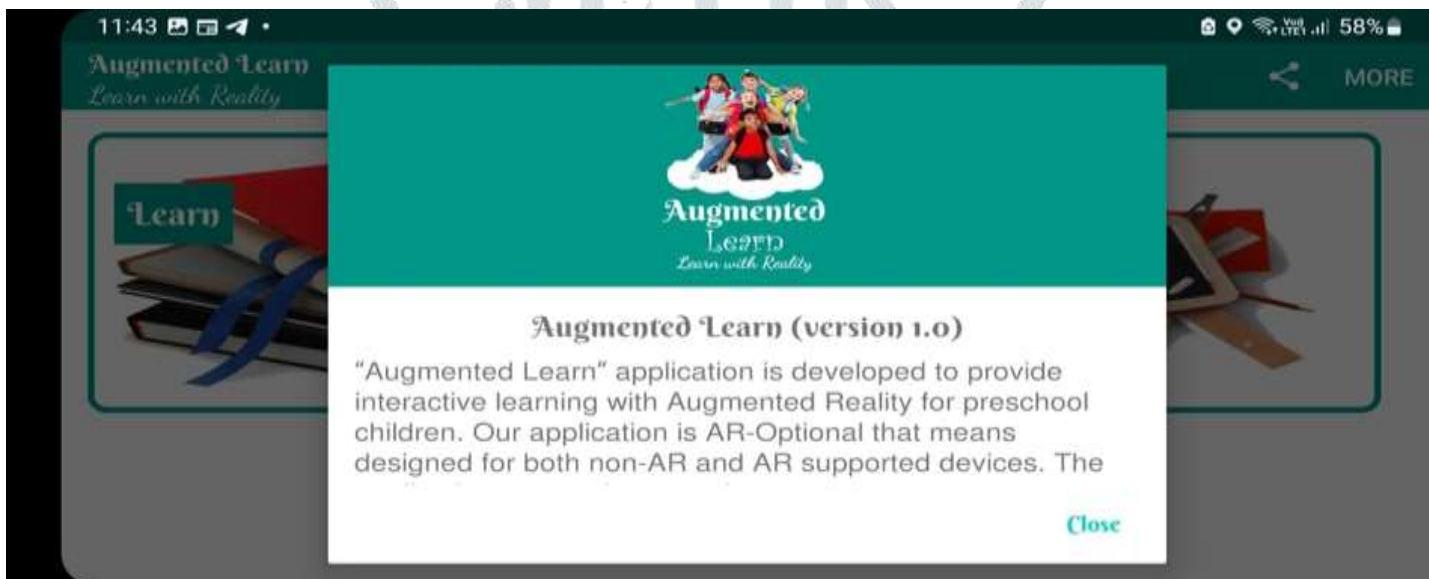 11:43
Vo) LTE1 58%
Augmented Learn
Learn with Reality
MORE
Learn
Augmented
Learn
Learn with Reality
Augmented Learn (version 1.0)
“Augmented Learn” application is developed to provide
interactive learning with Augmented Reality for preschool
children. Our application is AR-Optional that means
designed for both non-AR and AR supported devices. The
Close